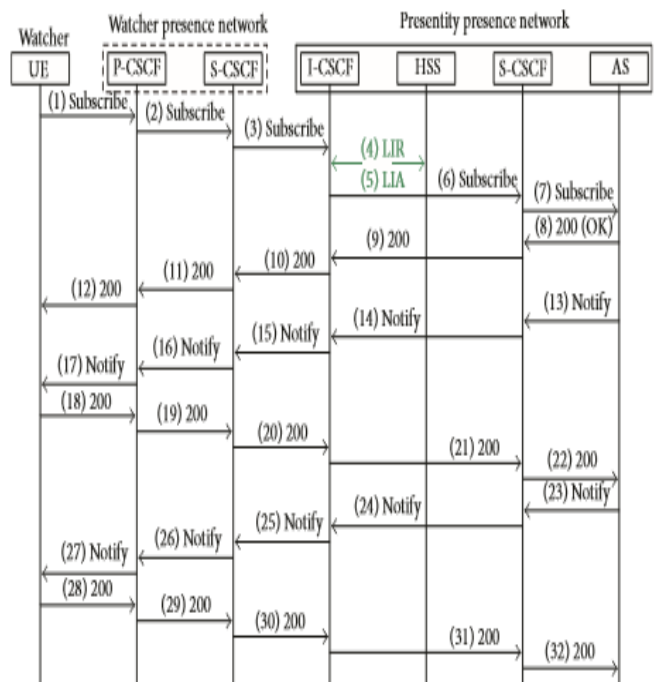 Watcher presence network
Presentity presence network
Watcher
UE
P-CSCF
S-CSCF
I-CSCF
HSS
S-CSCF
AS
(1) Subscribe
(2) Subscribe
(3) Subscribe
(4) LIR
(5) LIA
(6) Subscribe
(7) Subscribe
(8) 200 (OK)
(9) 200
(10) 200
(11) 200
(12) 200
(13) Notify
(14) Notify
(15) Notify
(16) Notify
(17) Notify
(18) 200
(19) 200
(20) 200
(21) 200
(22) 200
(23) Notify
(24) Notify
(25) Notify
(26) Notify
(27) Notify
(28) 200
(29) 200
(30) 200
(31) 200
(32) 200